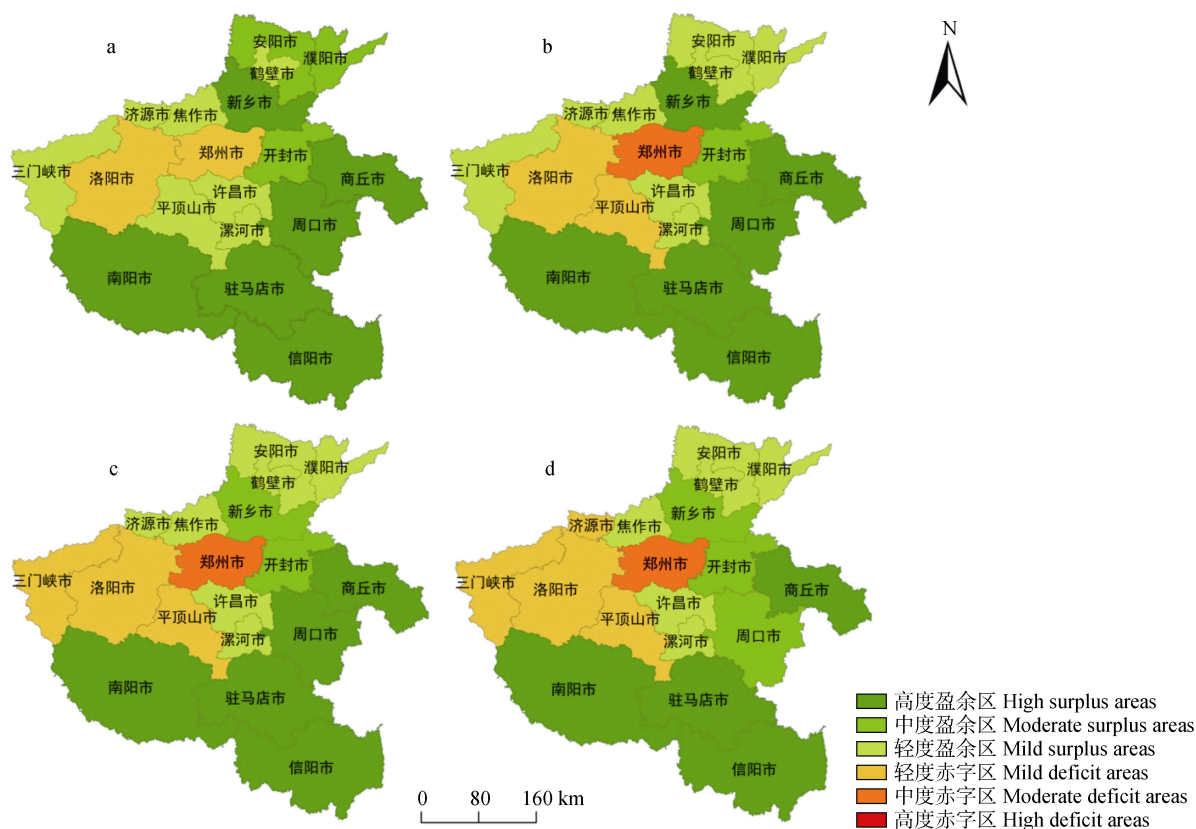 a
安阳市
濮阳市
鹤壁市
新乡市
济源市
焦作市
三门峡市
洛阳市
郑州市
开封市
商丘市
许昌市
平顶山市
漯河市
周口市
南阳市
驻马店市
信阳市
b
安阳市
濮阳市
鹤壁市
新乡市
济源市
焦作市
三门峡市
洛阳市
郑州市
开封市
商丘市
许昌市
平顶山市
漯河市
周口市
南阳市
驻马店市
信阳市
N
c
安阳市
濮阳市
鹤壁市
新乡市
济源市
焦作市
三门峡市
洛阳市
郑州市
开封市
商丘市
许昌市
平顶山市
漯河市
周口市
南阳市
驻马店市
信阳市
d
安阳市
濮阳市
鹤壁市
新乡市
济源市
焦作市
三门峡市
洛阳市
郑州市
开封市
商丘市
许昌市
平顶山市
漯河市
周口市
南阳市
驻马店市
信阳市
0 80 160 km
高度盈余区 High surplus areas
中度盈余区 Moderate surplus areas
轻度盈余区 Mild surplus areas
轻度赤字区 Mild deficit areas
中度赤字区 Moderate deficit areas
高度赤字区 High deficit areas